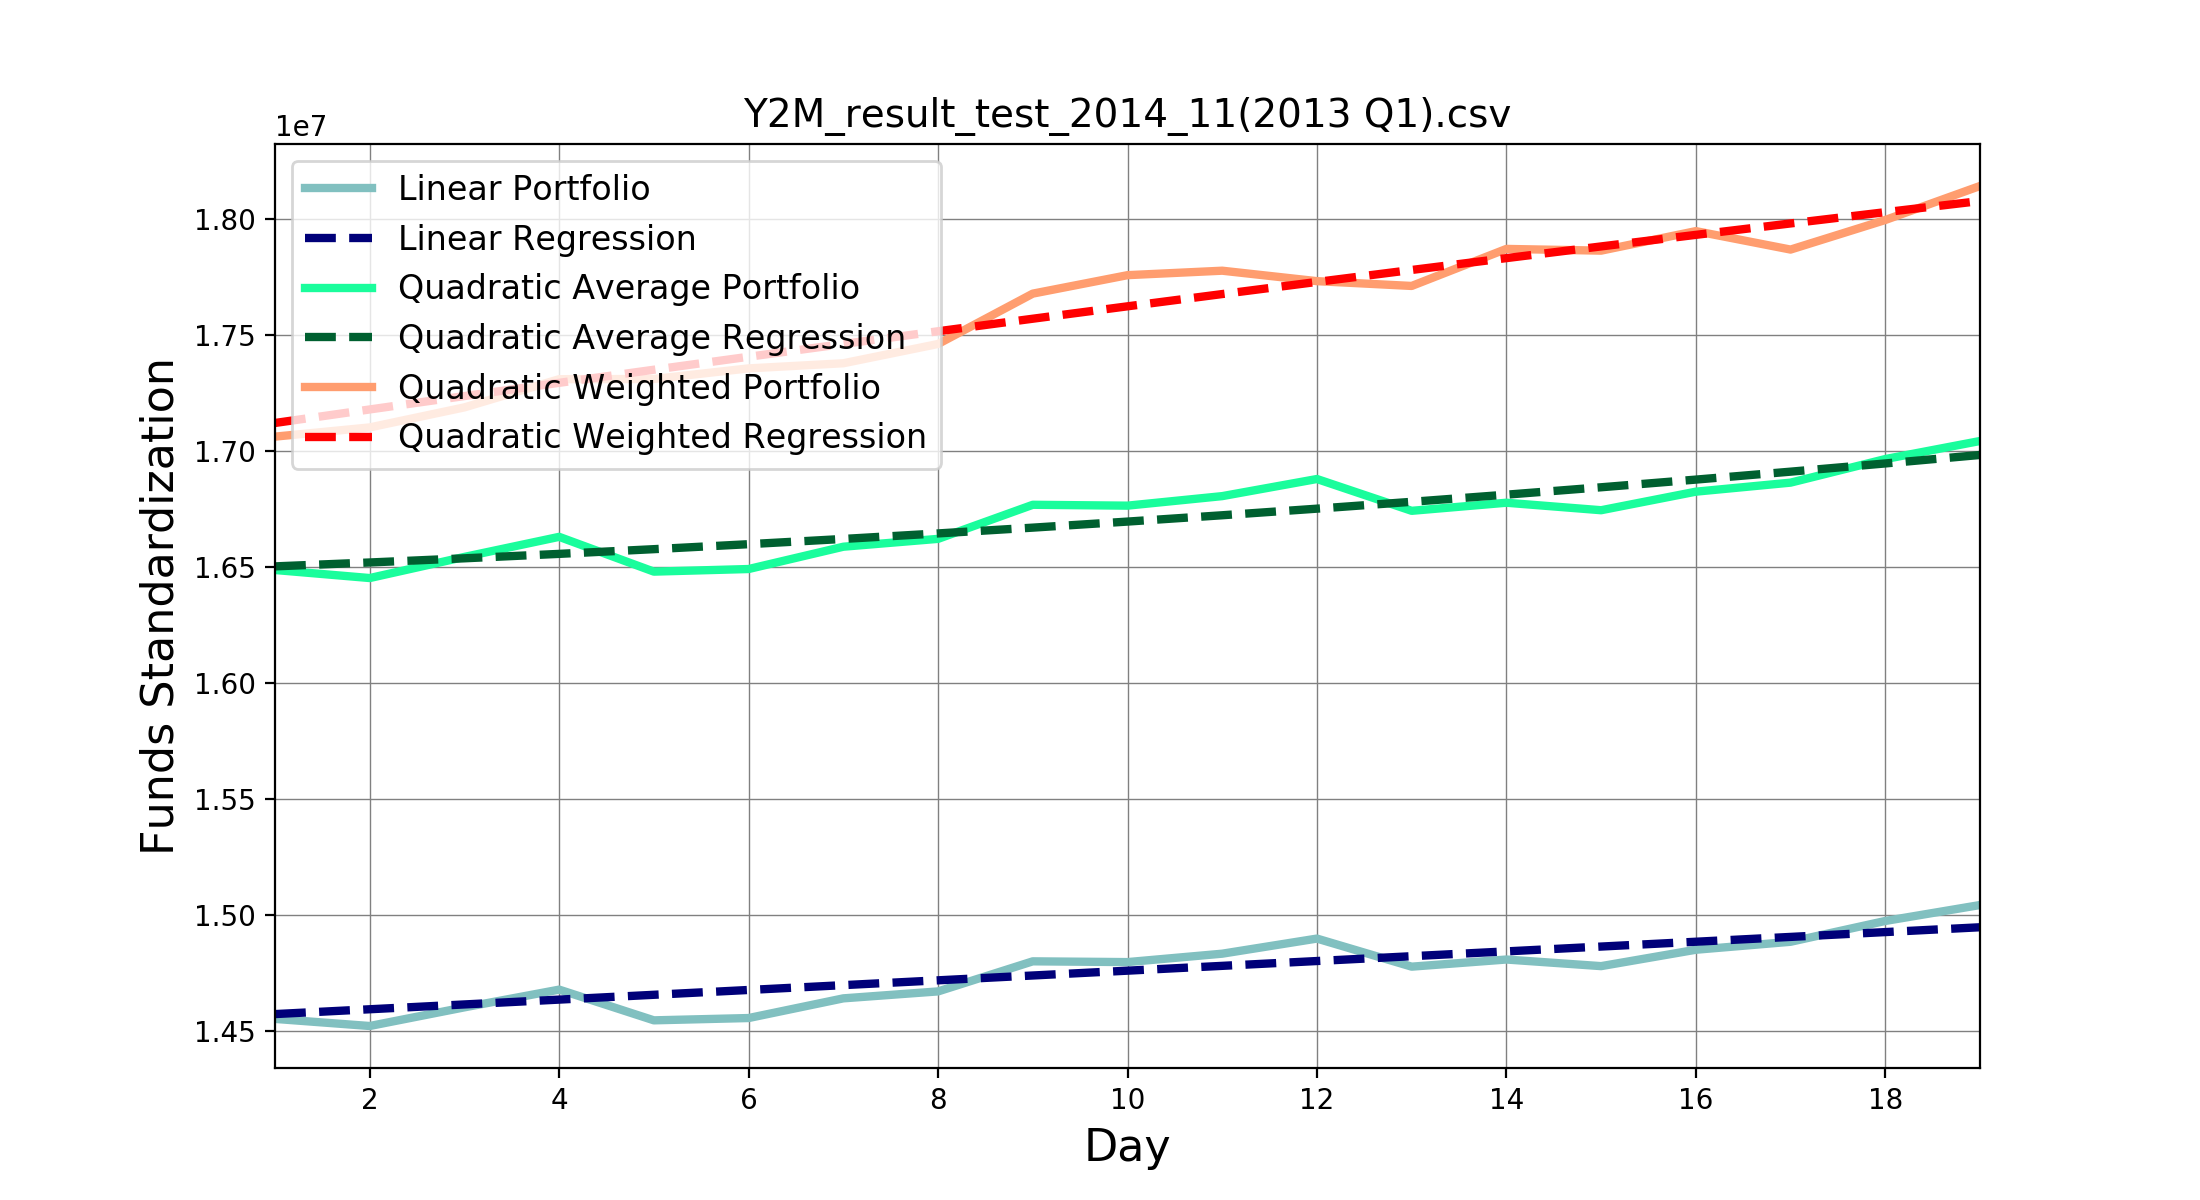 Y2M_result_test_2014_11(2013 Q1).csv
1e7
Linear Portfolio
Linear Regression
Quadratic Average Portfolio
Quadratic Average Regression
Quadratic Weighted Portfolio
Quadratic Weighted Regression
1.80
1.75
1.70
1.65
1.60
1.55
1.50
1.45
Funds Standardization
2 4 6 8 10 12 14 16 18
Day